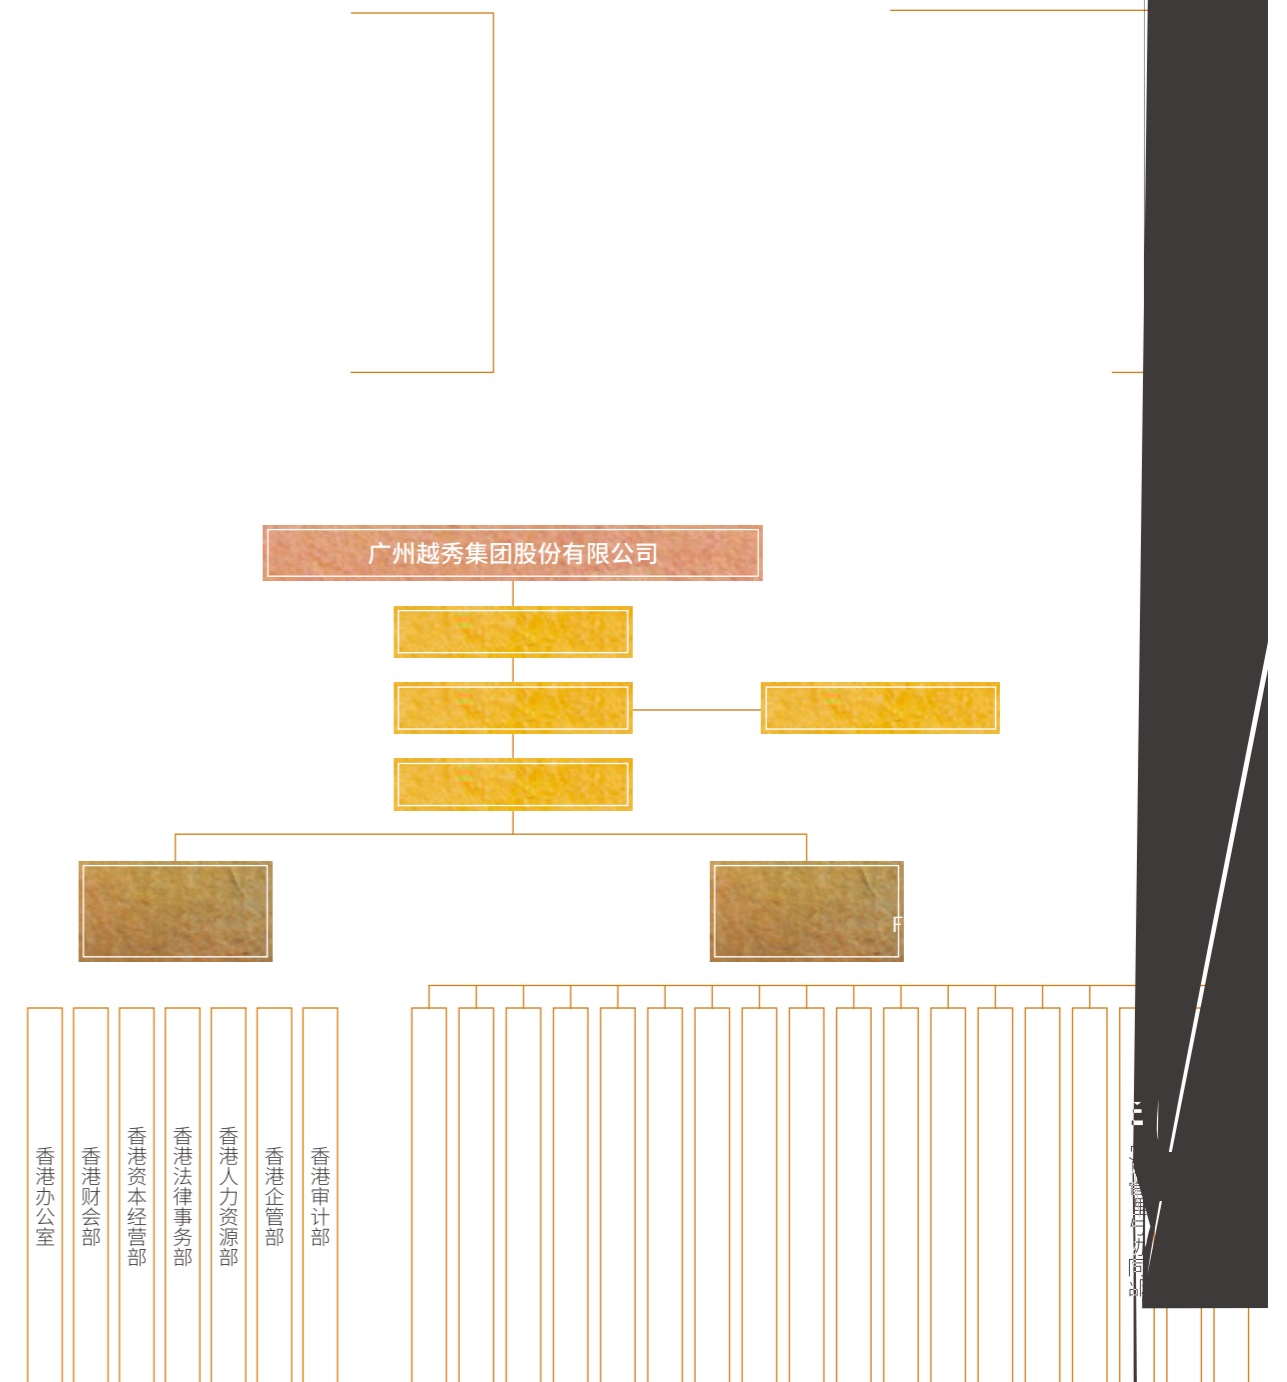 广州越秀集团股份有限公司
F
香港办公室
香港财会部
香港资本经营部
香港法律事务部
香港人力资源部
香港企管部
香港审计部